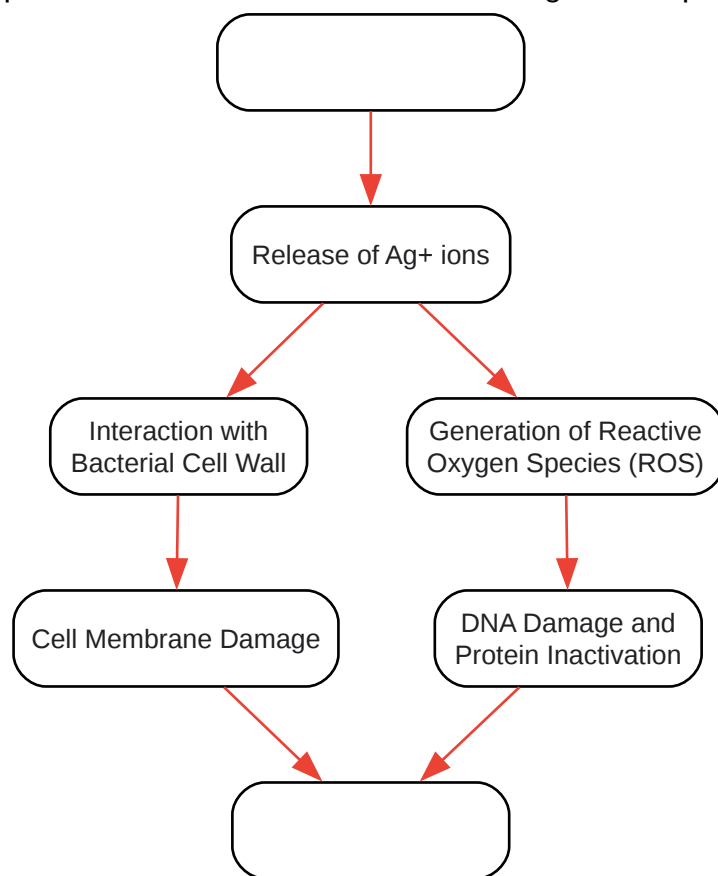 Release of Ag+ ions
Interaction with
Bacterial Cell Wall
Generation of Reactive
Oxygen Species (ROS)
Cell Membrane Damage
DNA Damage and
Protein Inactivation